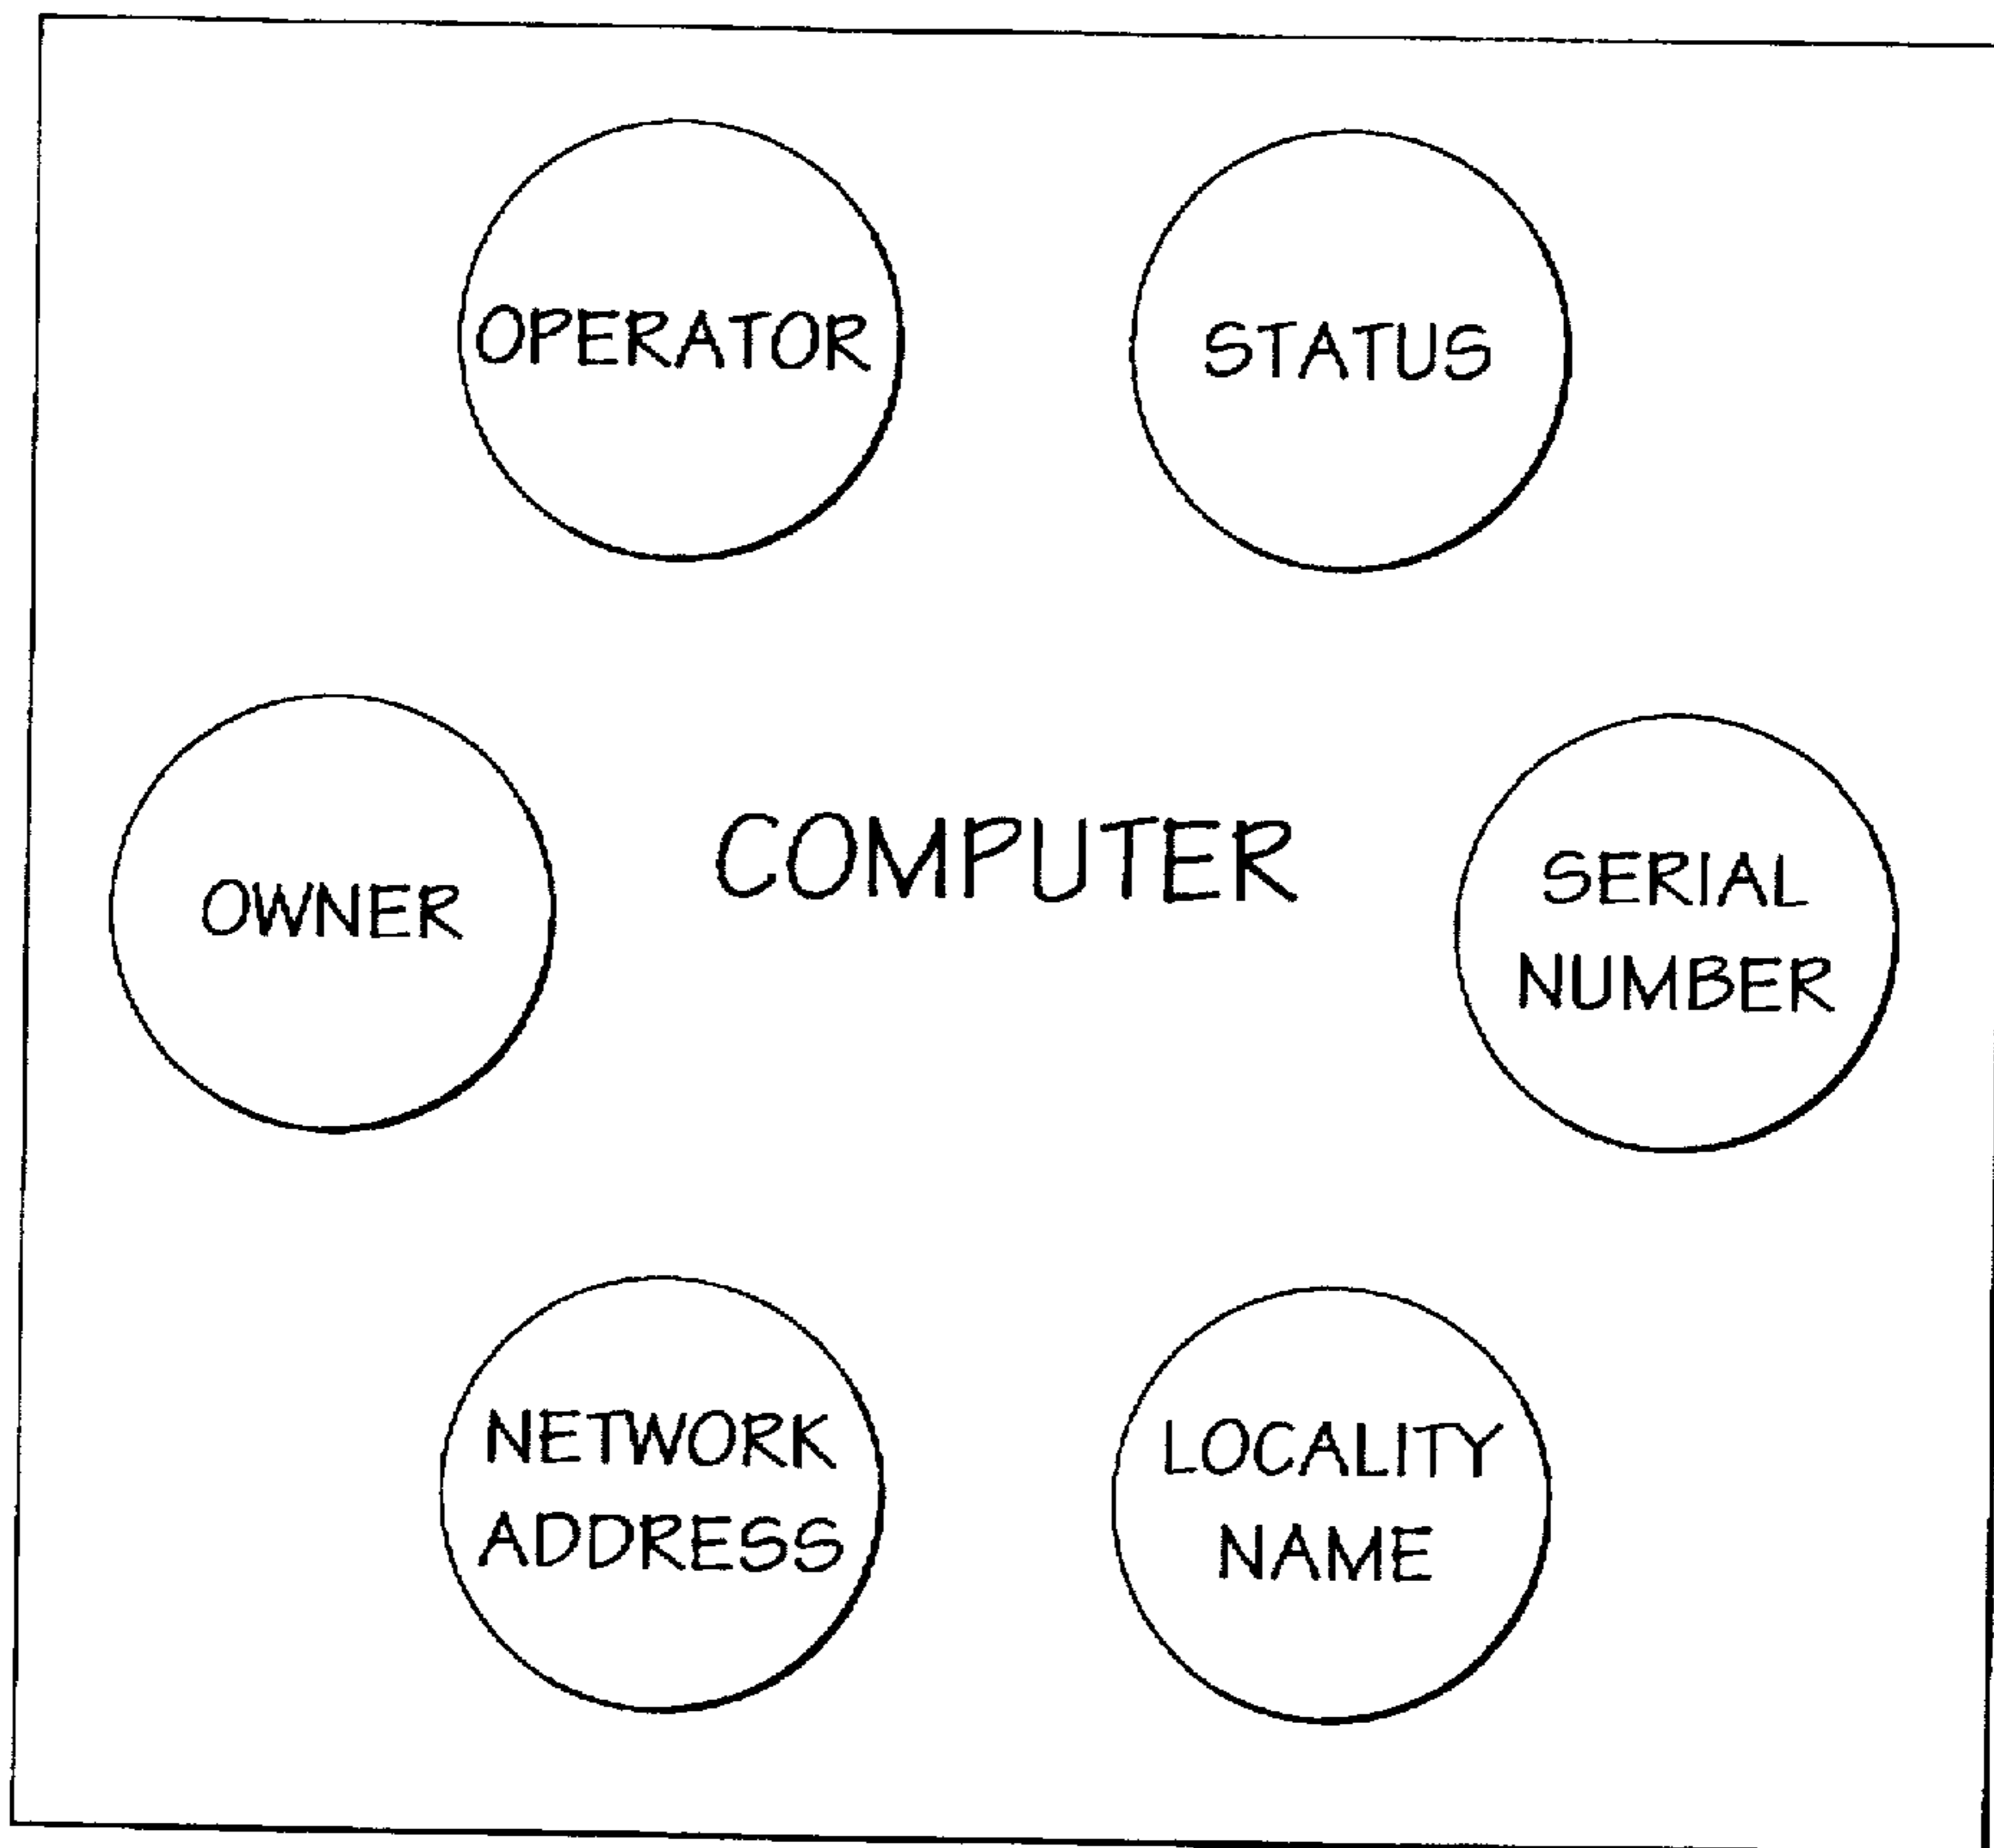 OPERATOR
STATUS
OWNER
COMPUTER
SERIAL
NUMBER
NETWORK
ADDRESS
LOCALITY
NAME